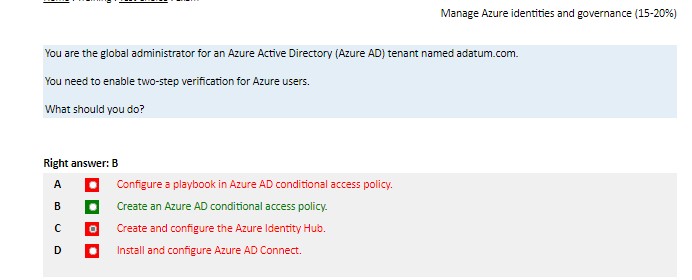 Manage Azure identities and governance (15-20%)
You are the global administrator for an Azure Active Directory (Azure AD) tenant named adatum.com.
You need to enable two-step verification for Azure users.
What should you do?
Right answer: B
A Configure a playbook in Azure AD conditional access policy.
B Create an Azure AD conditional access policy.
C Create and configure the Azure Identity Hub.
D Install and configure Azure AD Connect.